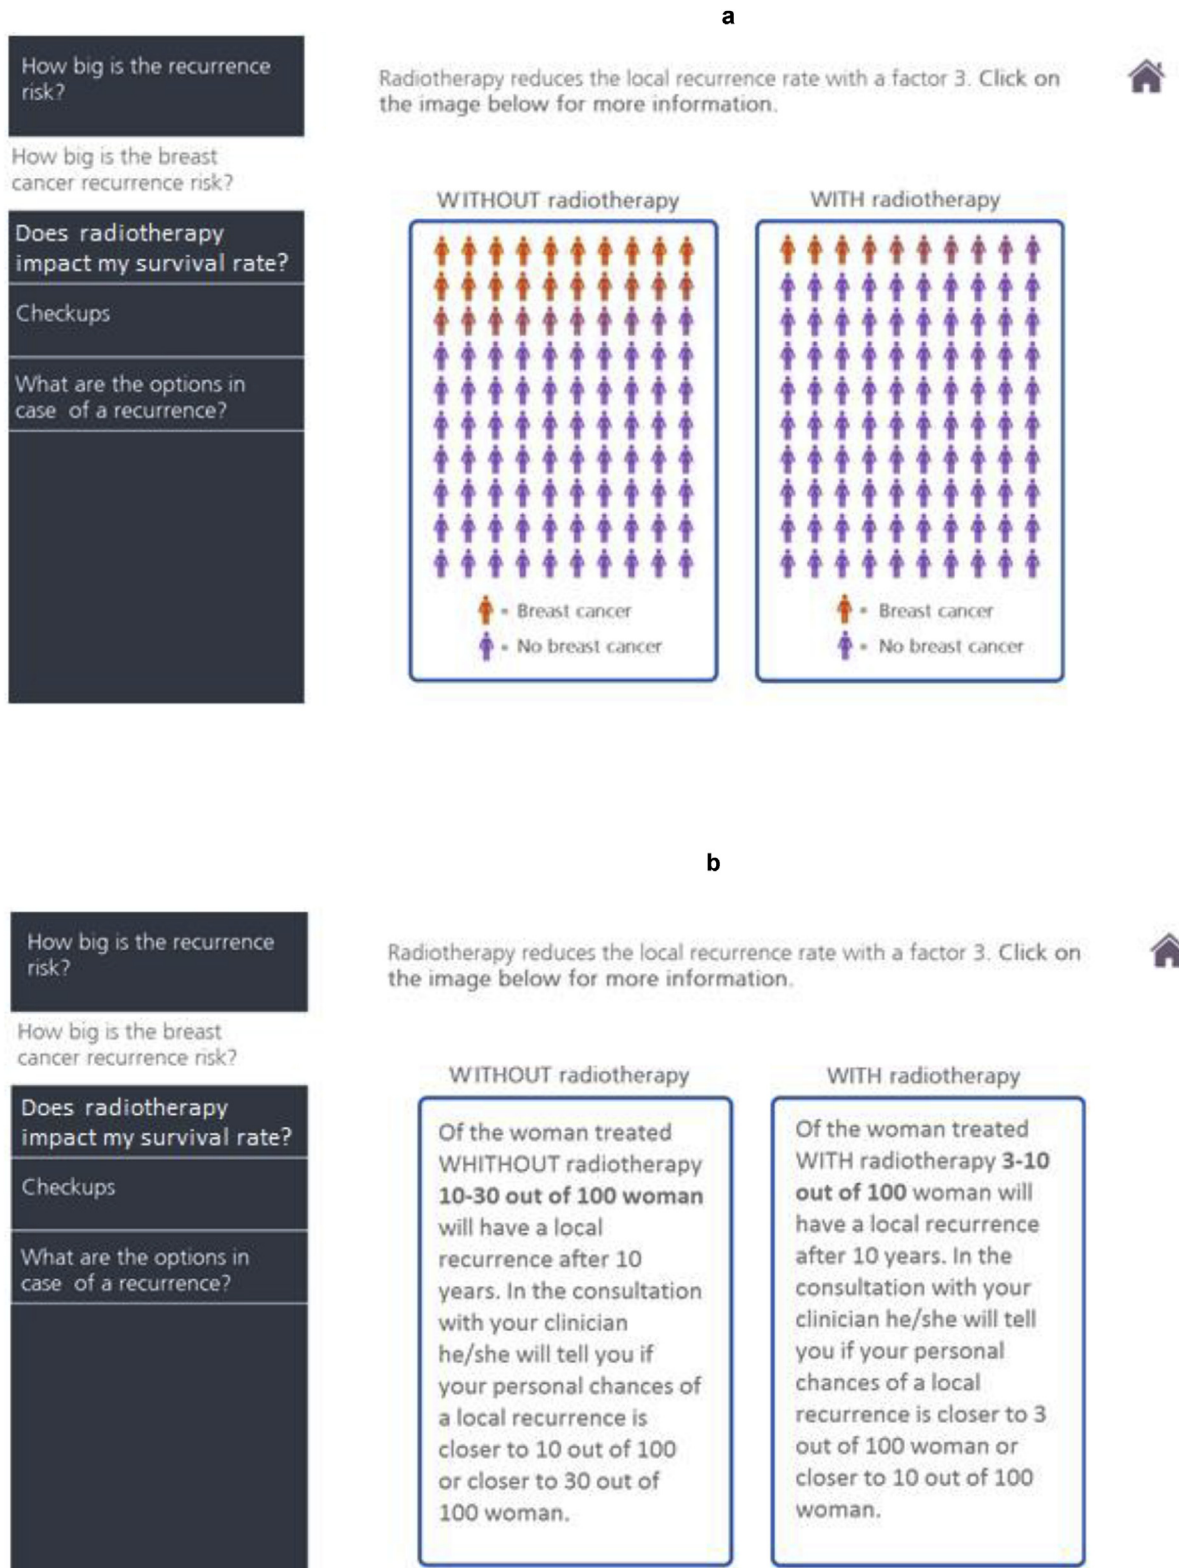 a
How big is the recurrence
risk?
Radiotherapy reduces the local recurrence rate with a factor 3. Click on
the image below for more information.
How big is the breast
cancer recurrence risk?
Does radiotherapy
impact my survival rate?
Checkups
What are the options in
case of a recurrence?
WITHOUT radiotherapy
= Breast cancer
= No breast cancer
WITH radiotherapy
= Breast cancer
= No breast cancer
b
How big is the recurrence
risk?
Radiotherapy reduces the local recurrence rate with a factor 3. Click on
the image below for more information.
How big is the breast
cancer recurrence risk?
Does radiotherapy
impact my survival rate?
Checkups
What are the options in
case of a recurrence?
WITHOUT radiotherapy
Of the woman treated
WHITHOUT radiotherapy
10-30 out of 100 woman
will have a local
recurrence after 10
years. In the consultation
with your clinician
he/she will tell you if
your personal chances of
a local recurrence is
closer to 10 out of 100
or closer to 30 out of
100 woman.
WITH radiotherapy
Of the woman treated
WITH radiotherapy 3-10
out of 100 woman will
have a local recurrence
after 10 years. In the
consultation with your
clinician he/she will tell
you if your personal
chances of a local
recurrence is closer to 3
out of 100 woman or
closer to 10 out of 100
woman.